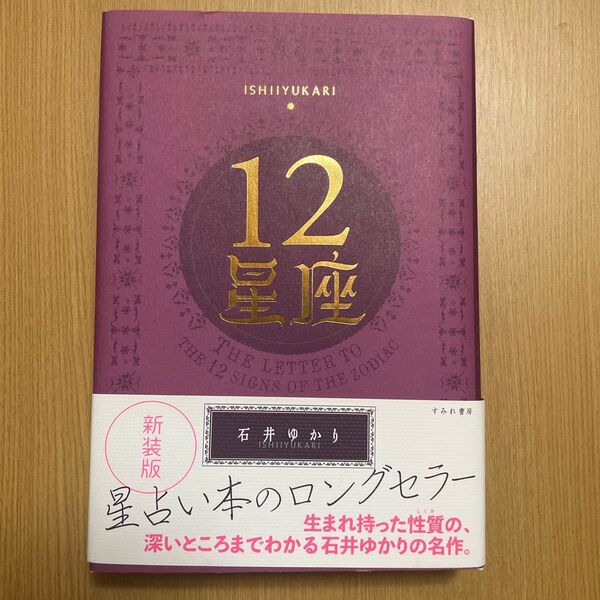 ISHIIYUKARI
12
星座
THE LETTER TO
THE 12 SIGNS OF THE ZODIAC
すみれ書房
新装版
石井ゆかり
ISHIIYUKARI
星占い本のロングセラー
生まれ持った性質の、
しくみ
深いところまでわかる石井ゆかりの名作。